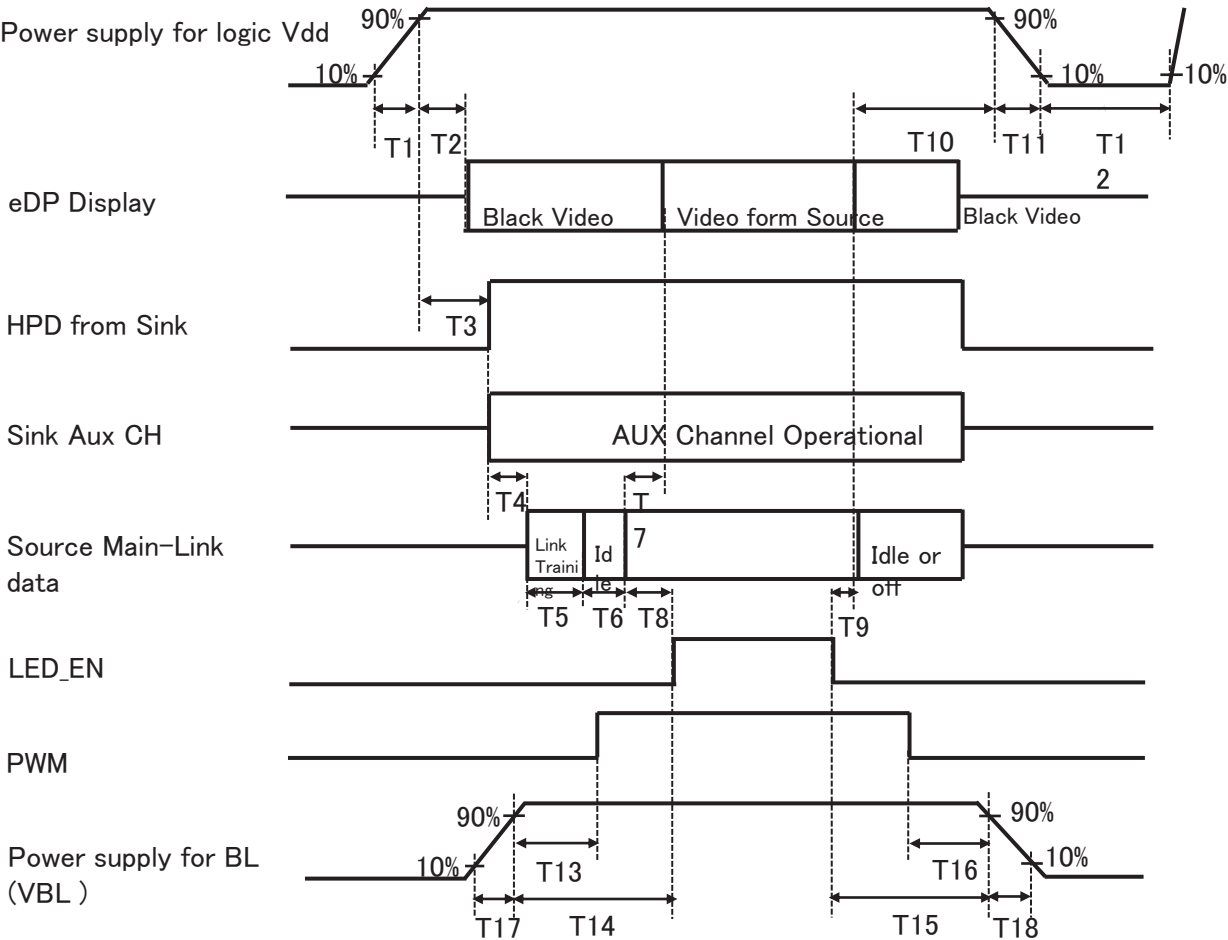 Power supply for logic Vdd
90%
90%
10%
10%
10%
T1
T2
T10
T11
T1
2
eDP Display
Black Video
Video form Source
Black Video
HPD from Sink
T3
Sink Aux CH
AUX Channel Operational
T4
T
7
Source Main-Link
data
Link
Traini
ng
Id
le
Idle or
off
T5
T6
T8
T9
LED_EN
PWM
90%
90%
Power supply for BL
(VBL )
10%
10%
T13
T16
T17
T14
T15
T18